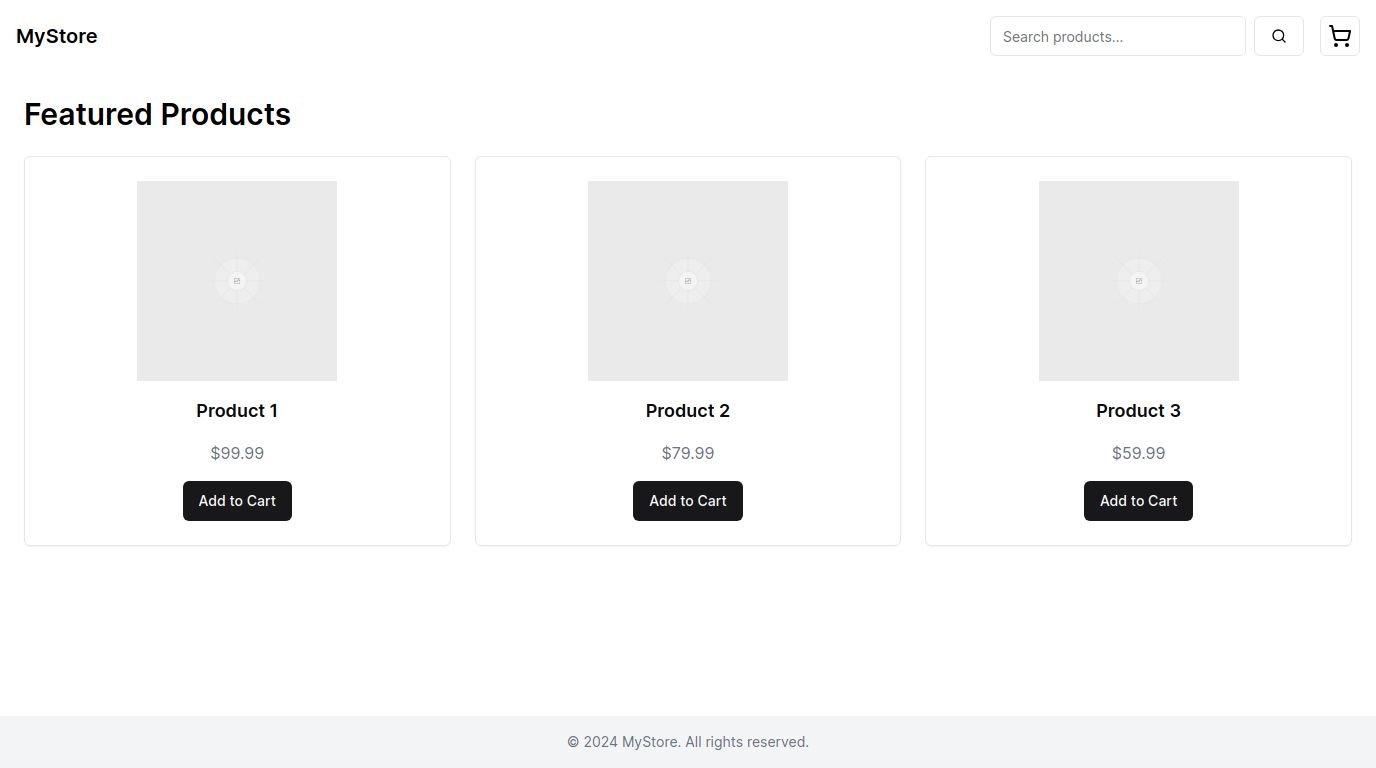 MyStore
Search products...
Featured Products
Product 1
$99.99
Add to Cart
Product 2
$79.99
Add to Cart
Product 3
$59.99
Add to Cart
© 2024 MyStore. All rights reserved.